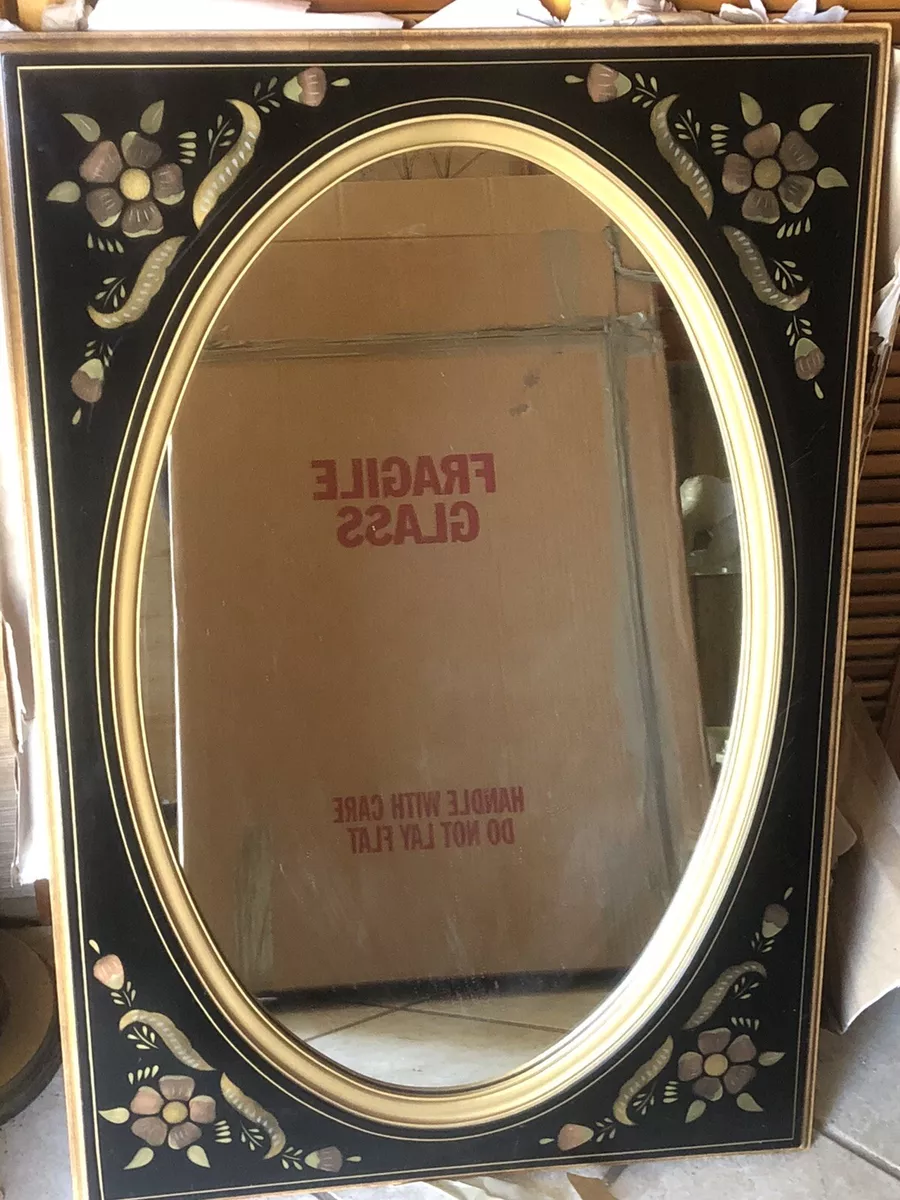 FRAGILE
GLASS
HANDLE WITH CARE
DO NOT LAY FLAT